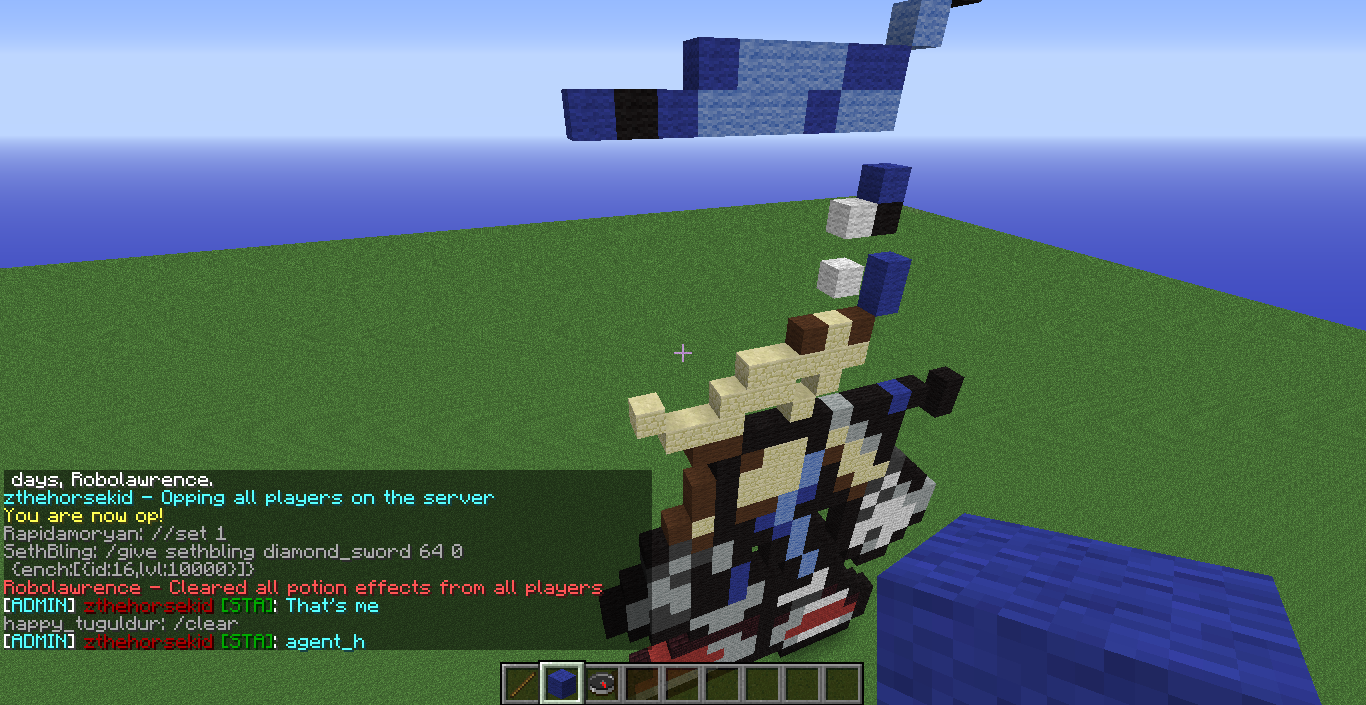 days, Robolawrence.
zthehorsekid - Opping all players on the server
You are now op!
Rapidamoryan: //set 1
SethBling: /give sethbling diamond_sword 64 0
{ench:[{id:16,lvl:10000}]}
Robolawrence - Cleared all potion effects from all players
[ADMIN] zthehorsekid [STA]: That's me
happy_tuguldur: /clear
[ADMIN] zthehorsekid [STA]: agent_h